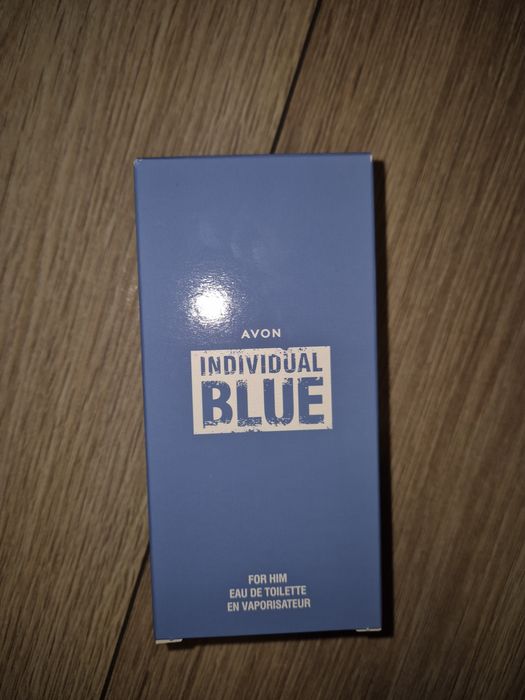 AVON
INDIVIDUAL
BLUE
FOR HIM
EAU DE TOILETTE
EN VAPORISATEUR